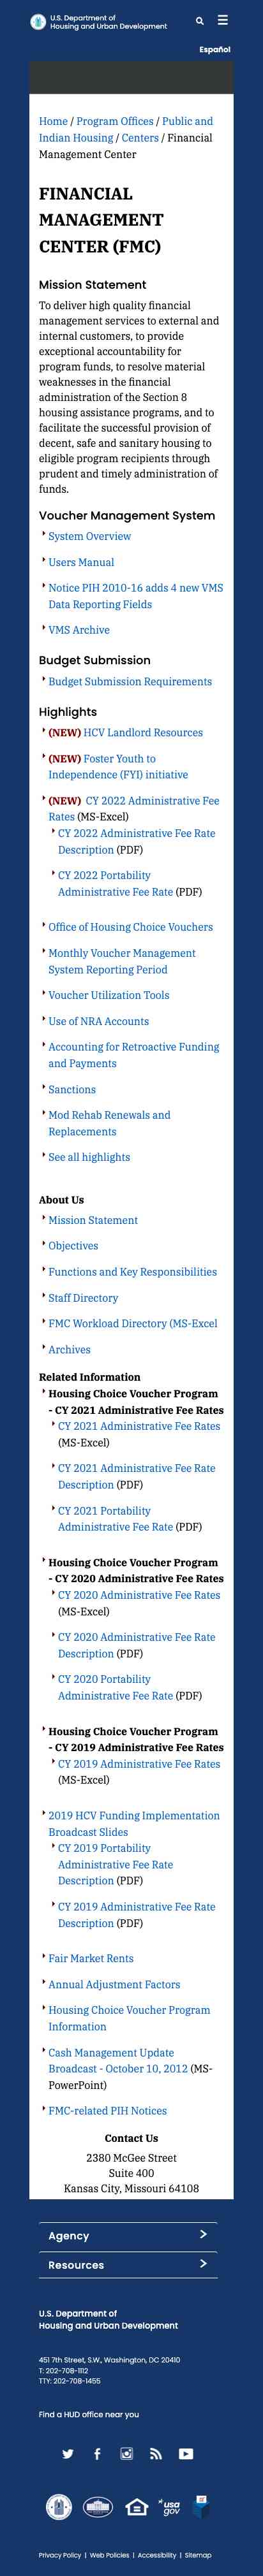 U.S. Department of
Housing and Urban Development
Español
Home / Program Offices / Public and
Indian Housing / Centers / Financial
Management Center
FINANCIAL
MANAGEMENT
CENTER (FMC)
Mission Statement
To deliver high quality financial
management services to external and
internal customers, to provide
exceptional accountability for
program funds, to resolve material
weaknesses in the financial
administration of the Section 8
housing assistance programs, and to
facilitate the successful provision of
decent, safe and sanitary housing to
eligible program recipients through
prudent and timely administration of
funds.
Voucher Management System
System Overview
Users Manual
Notice PIH 2010-16 adds 4 new VMS
Data Reporting Fields
VMS Archive
Budget Submission
Budget Submission Requirements
Highlights
(NEW) HCV Landlord Resources
(NEW) Foster Youth to
Independence (FYI) initiative
(NEW) CY 2022 Administrative Fee
Rates (MS-Excel)
CY 2022 Administrative Fee Rate
Description (PDF)
CY 2022 Portability
Administrative Fee Rate (PDF)
Office of Housing Choice Vouchers
Monthly Voucher Management
System Reporting Period
Voucher Utilization Tools
Use of NRA Accounts
Accounting for Retroactive Funding
and Payments
Sanctions
Mod Rehab Renewals and
Replacements
See all highlights
About Us
Mission Statement
Objectives
Functions and Key Responsibilities
Staff Directory
FMC Workload Directory (MS-Excel
Archives
Related Information
Housing Choice Voucher Program
- CY 2021 Administrative Fee Rates
CY 2021 Administrative Fee Rates
(MS-Excel)
CY 2021 Administrative Fee Rate
Description (PDF)
CY 2021 Portability
Administrative Fee Rate (PDF)
Housing Choice Voucher Program
- CY 2020 Administrative Fee Rates
CY 2020 Administrative Fee Rates
(MS-Excel)
CY 2020 Administrative Fee Rate
Description (PDF)
CY 2020 Portability
Administrative Fee Rate (PDF)
Housing Choice Voucher Program
- CY 2019 Administrative Fee Rates
CY 2019 Administrative Fee Rates
(MS-Excel)
2019 HCV Funding Implementation
Broadcast Slides
CY 2019 Portability
Administrative Fee Rate
Description (PDF)
CY 2019 Administrative Fee Rate
Description (PDF)
Fair Market Rents
Annual Adjustment Factors
Housing Choice Voucher Program
Information
Cash Management Update
Broadcast - October 10, 2012 (MS-
PowerPoint)
FMC-related PIH Notices
Contact Us
2380 McGee Street
Suite 400
Kansas City, Missouri 64108
Agency
Resources
U.S. Department of
Housing and Urban Development
451 7th Street, S.W., Washington, DC 20410
T: 202-708-1112
TTY: 202-708-1455
Find a HUD office near you
usa
gov
Privacy Policy | Web Policies | Accessibility | Sitemap